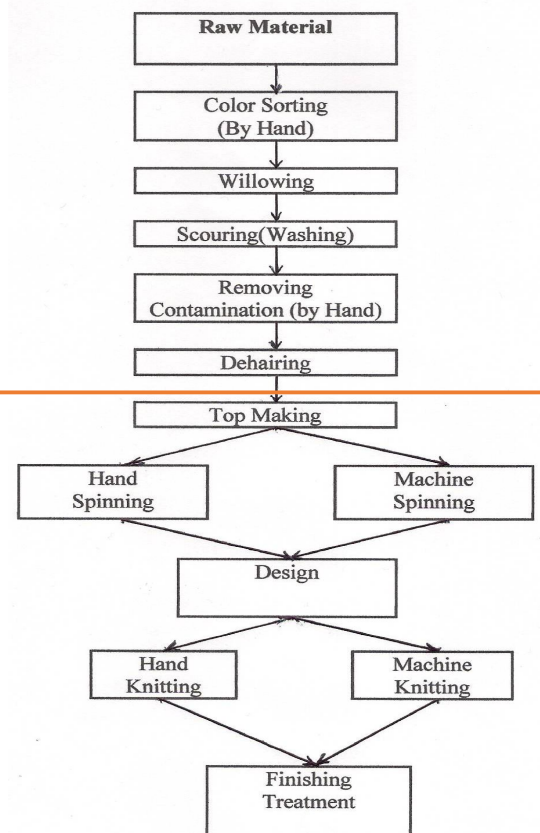 Raw Material
Color Sorting
(By Hand)
Willowing
Scouring(Washing)
Removing
Contamination (by Hand)
Dehairing
Top Making
Hand
Spinning
Machine
Spinning
Design
Hand
Knitting
Machine
Knitting
Finishing
Treatment